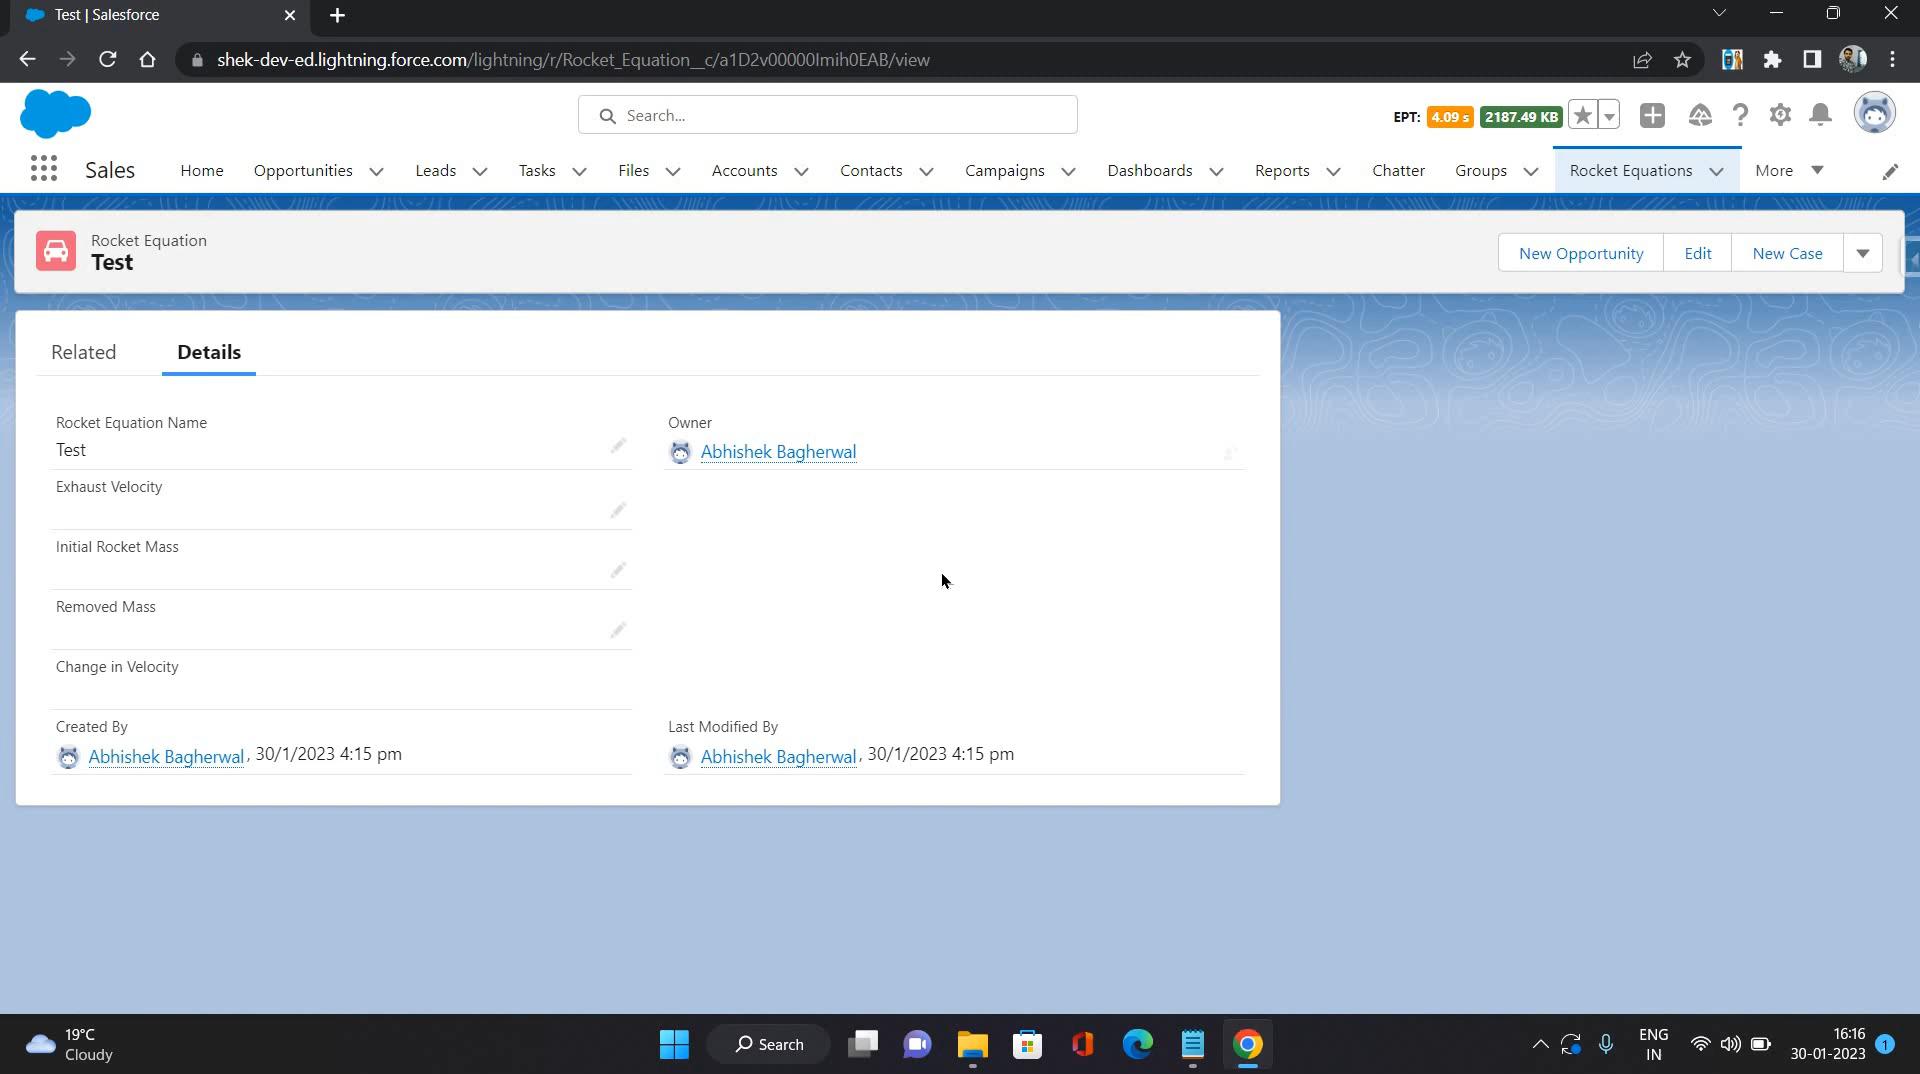 Test | Salesforce
shek-dev-ed.lightning.force.com/lightning/r/Rocket_Equation__c/a1D2v00000Imih0EAB/view
Search...
EPT: 4.09 s 2187.49 KB
Sales Home Opportunities Leads Tasks Files Accounts Contacts Campaigns Dashboards Reports Chatter Groups Rocket Equations More
Rocket Equation
Test
New Opportunity Edit New Case
Related Details
Rocket Equation Name
Test
Owner
Abhishek Bagherwal
Exhaust Velocity
Initial Rocket Mass
Removed Mass
Change in Velocity
Created By
Abhishek Bagherwal, 30/1/2023 4:15 pm
Last Modified By
Abhishek Bagherwal, 30/1/2023 4:15 pm
19°C
Cloudy
Search
ENG
IN
16:16
30-01-2023
1